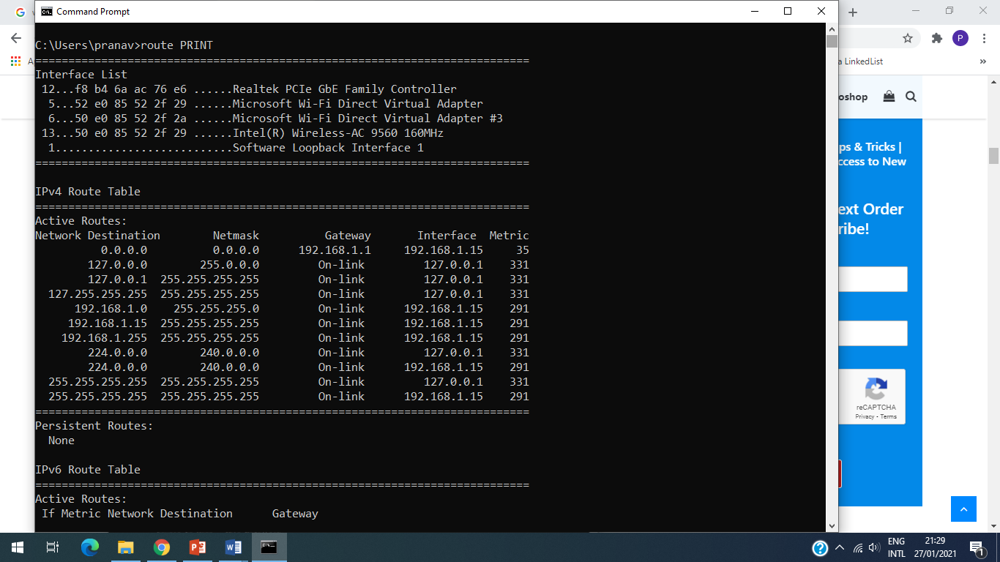 Command Prompt
C:\Users\pranav>route PRINT
===========================================================================
Interface List
 12...f8 b4 6a ac 76 e6 ......Realtek PCIe GbE Family Controller
  5...52 e0 85 52 2f 29 ......Microsoft Wi-Fi Direct Virtual Adapter
  6...50 e0 85 52 2f 2a ......Microsoft Wi-Fi Direct Virtual Adapter #3
 13...50 e0 85 52 2f 29 ......Intel(R) Wireless-AC 9560 160MHz
  1...........................Software Loopback Interface 1
===========================================================================
IPv4 Route Table
===========================================================================
Active Routes:
Network Destination        Netmask          Gateway       Interface  Metric
          0.0.0.0          0.0.0.0      192.168.1.1     192.168.1.15     35
        127.0.0.0        255.0.0.0         On-link         127.0.0.1    331
        127.0.0.1  255.255.255.255         On-link         127.0.0.1    331
  127.255.255.255  255.255.255.255         On-link         127.0.0.1    331
      192.168.1.0    255.255.255.0         On-link      192.168.1.15    291
     192.168.1.15  255.255.255.255         On-link      192.168.1.15    291
    192.168.1.255  255.255.255.255         On-link      192.168.1.15    291
        224.0.0.0        240.0.0.0         On-link         127.0.0.1    331
        224.0.0.0        240.0.0.0         On-link      192.168.1.15    291
  255.255.255.255  255.255.255.255         On-link         127.0.0.1    331
  255.255.255.255  255.255.255.255         On-link      192.168.1.15    291
===========================================================================
Persistent Routes:
  None
IPv6 Route Table
===========================================================================
Active Routes:
 If Metric Network Destination      Gateway
P
a LinkedList
oshop
ps & Tricks |
ccess to New
ext Order
ribe!
reCAPTCHA
Privacy - Terms
ENG
INTL
21:29
27/01/2021
1